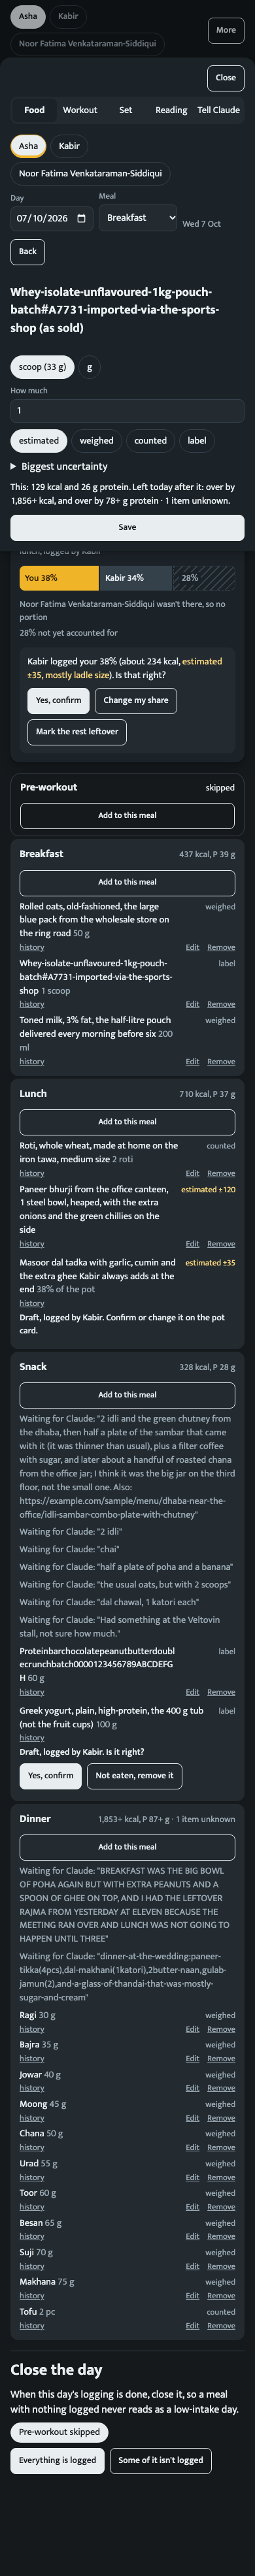 Asha Kabir
Noor Fatima Venkataraman-Siddiqui
More
Close
Food Workout Set Reading Tell Claude
Asha Kabir
Noor Fatima Venkataraman-Siddiqui
Day
Meal
07/10/2026
Breakfast
Wed 7 Oct
Back
Whey-isolate-unflavoured-1kg-pouch-
batch#A7731-imported-via-the-sports-
shop (as sold)
scoop (33 g) g
How much
1
estimated weighed counted label
Biggest uncertainty
This: 129 kcal and 26 g protein. Left today after it: over by
1,856+ kcal, and over by 78+ g protein · 1 item unknown.
Save
lunch, logged by Kabir
You 38% Kabir 34% 28%
Noor Fatima Venkataraman-Siddiqui wasn't there, so no
portion
28% not yet accounted for
Kabir logged your 38% (about 234 kcal, estimated
±35, mostly ladle size). Is that right?
Yes, confirm Change my share
Mark the rest leftover
Pre-workout skipped
Add to this meal
Breakfast 437 kcal, P 39 g
Add to this meal
Rolled oats, old-fashioned, the large weighed
blue pack from the wholesale store on
the ring road 50 g
history Edit Remove
Whey-isolate-unflavoured-1kg-pouch- label
batch#A7731-imported-via-the-sports-
shop 1 scoop
history Edit Remove
Toned milk, 3% fat, the half-litre pouch weighed
delivered every morning before six 200
ml
history Edit Remove
Lunch 710 kcal, P 37 g
Add to this meal
Roti, whole wheat, made at home on the counted
iron tawa, medium size 2 roti
history Edit Remove
Paneer bhurji from the office canteen, estimated ±120
1 steel bowl, heaped, with the extra
onions and the green chillies on the
side
history Edit Remove
Masoor dal tadka with garlic, cumin and estimated ±35
the extra ghee Kabir always adds at the
end 38% of the pot
history
Draft, logged by Kabir. Confirm or change it on the pot
card.
Snack 328 kcal, P 28 g
Add to this meal
Waiting for Claude: "2 idli and the green chutney from
the dhaba, then half a plate of the sambar that came
with it (it was thinner than usual), plus a filter coffee
with sugar, and later about a handful of roasted chana
from the office jar; I think it was the big jar on the third
floor, not the small one. Also:
https://example.com/sample/menu/dhaba-near-the-
office/idli-sambar-combo-plate-with-chutney"
Waiting for Claude: "2 idli"
Waiting for Claude: "chai"
Waiting for Claude: "half a plate of poha and a banana"
Waiting for Claude: "the usual oats, but with 2 scoops"
Waiting for Claude: "dal chawal, 1 katori each"
Waiting for Claude: "Had something at the Veltovin
stall, not sure how much."
Proteinbarchocolatepeanutbutterdoubl label
ecrunchbatch0000123456789ABCDEFG
H 60 g
history Edit Remove
Greek yogurt, plain, high-protein, the 400 g tub label
(not the fruit cups) 100 g
history
Draft, logged by Kabir. Is it right?
Yes, confirm Not eaten, remove it
Dinner 1,853+ kcal, P 87+ g · 1 item unknown
Add to this meal
Waiting for Claude: "BREAKFAST WAS THE BIG BOWL
OF POHA AGAIN BUT WITH EXTRA PEANUTS AND A
SPOON OF GHEE ON TOP, AND I HAD THE LEFTOVER
RAJMA FROM YESTERDAY AT ELEVEN BECAUSE THE
MEETING RAN OVER AND LUNCH WAS NOT GOING TO
HAPPEN UNTIL THREE"
Waiting for Claude: "dinner-at-the-wedding:paneer-
tikka(4pcs),dal-makhani(1katori),2butter-naan,gulab-
jamun(2),and-a-glass-of-thandai-that-was-mostly-
sugar-and-cream"
Ragi 30 g weighed
history Edit Remove
Bajra 35 g weighed
history Edit Remove
Jowar 40 g weighed
history Edit Remove
Moong 45 g weighed
history Edit Remove
Chana 50 g weighed
history Edit Remove
Urad 55 g weighed
history Edit Remove
Toor 60 g weighed
history Edit Remove
Besan 65 g weighed
history Edit Remove
Suji 70 g weighed
history Edit Remove
Makhana 75 g weighed
history Edit Remove
Tofu 2 pc counted
history Edit Remove
Close the day
When this day's logging is done, close it, so a meal
with nothing logged never reads as a low-intake day.
Pre-workout skipped
Everything is logged Some of it isn't logged